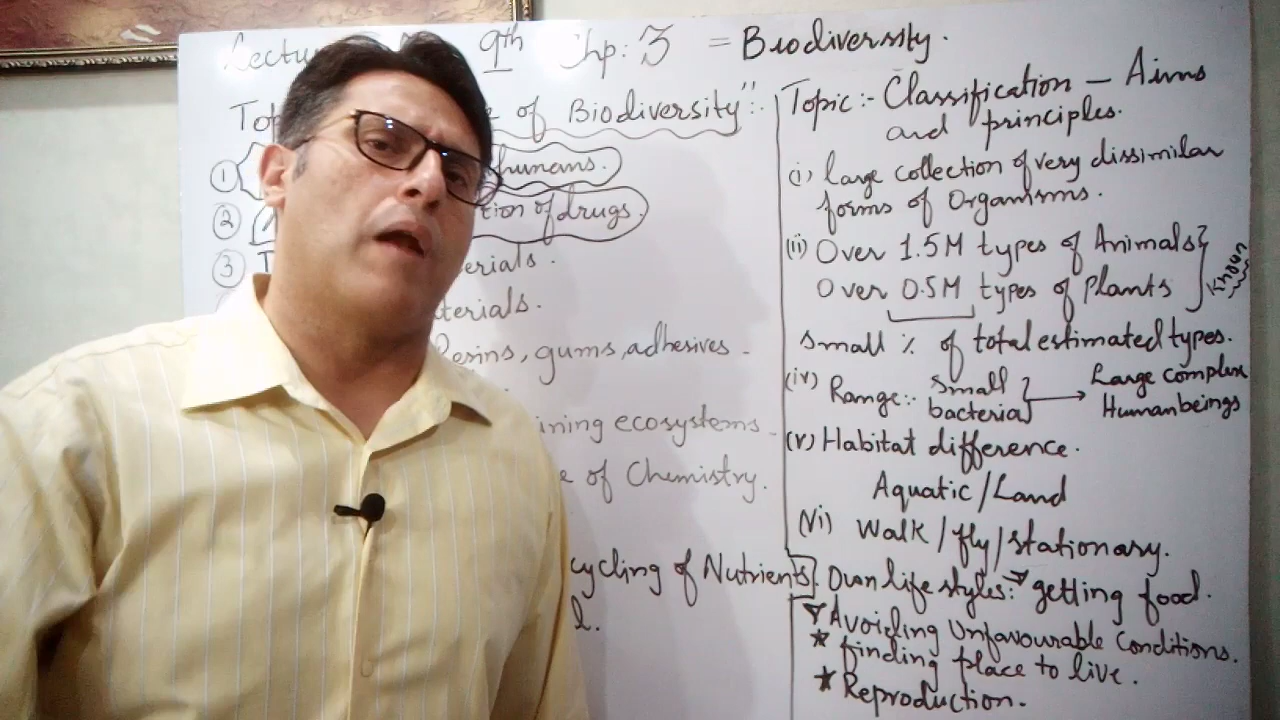 Lectu 9th Chp: 3 = Biodiversity.
Top e of Biodiversity":.
① humans.
② tion of drugs.
③ T erials.
terials.
Resins, gums, adhesives -
ining ecosystems -
e of Chemistry.
cycling of Nutrients].
l.
Topic:- Classification - Aims
and principles.
(i) large collection of very dissimilar
forms of Organisms.
(ii) Over 1.5M types of Animals
Over 0.5M types of Plants } Known
Small % of total estimated types.
(iv) Range:- Small bacteria } → Large complex Human beings
(v) Habitat difference.
Aquatic/Land
(vi) Walk/fly/stationary.
Own life styles:- * getting food.
* Avoiding Unfavourable Conditions.
* finding place to live.
* Reproduction.